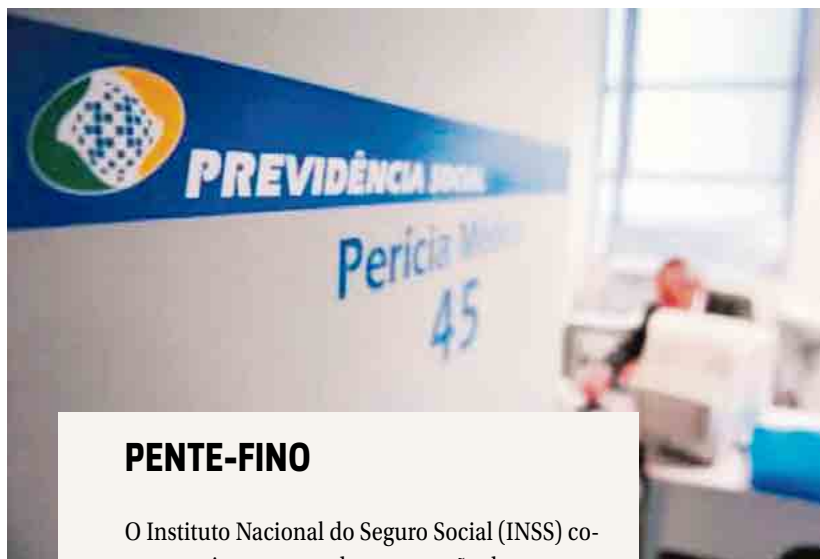 PREVIDÊNCIA SOCIAL
Perícia
45
PENTE-FINO
O Instituto Nacional do Seguro Social (INSS) co-